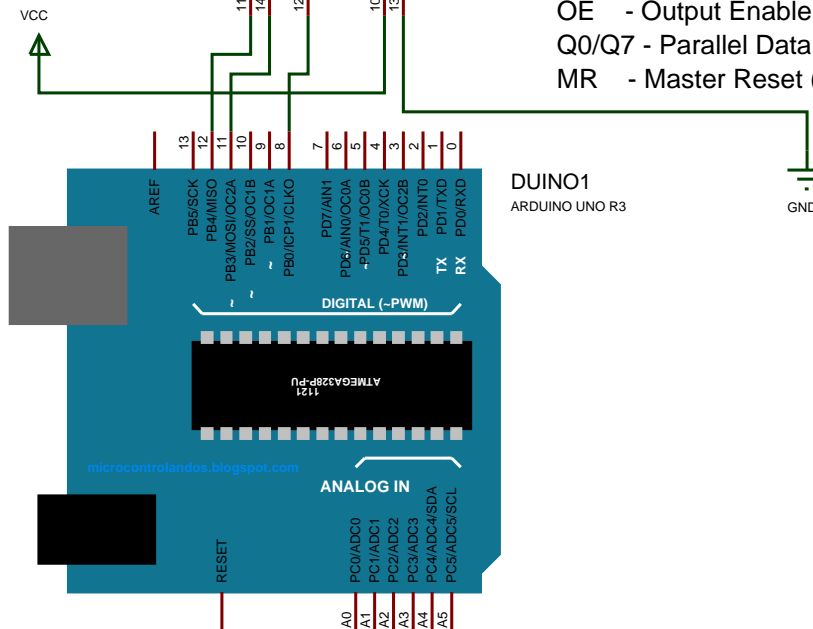 VCC
11
14
12
10
13
OE - Output Enable
Q0/Q7 - Parallel Data
MR - Master Reset (
13
12
11
10
9
8
7
6
5
4
3
2
1
0
AREF
PB5/SCK
PB4/MISO
PB3/MOSI/OC2A
PB2/SS/OC1B
PB1/OC1A
PB0/ICP1/CLKO
PD7/AIN1
PD6/AIN0/OC0A
PD5/T1/OC0B
PD4/T0/XCK
PD3/INT1/OC2B
PD2/INT0
PD1/TXD
PD0/RXD
~ ~ ~ ~ ~ ~
TX
RX
DUINO1
ARDUINO UNO R3
GND
DIGITAL (~PWM)
ATMEGA328P-PU
1121
microcontrolandos.blogspot.com
ANALOG IN
RESET
PC0/ADC0
PC1/ADC1
PC2/ADC2
PC3/ADC3
PC4/ADC4/SDA
PC5/ADC5/SCL
A0
A1
A2
A3
A4
A5